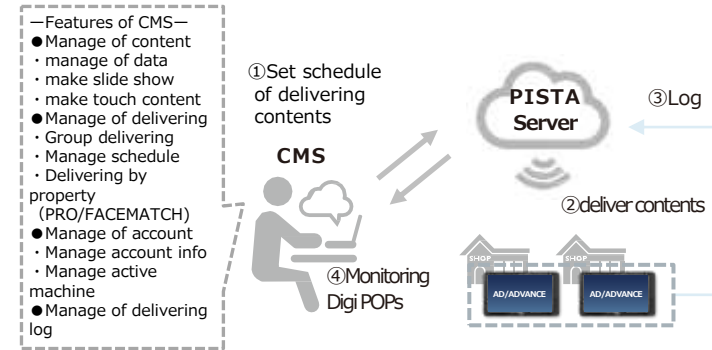 －Features of CMS－
●Manage of content
・manage of data
・make slide show
・make touch content
●Manage of delivering
・Group delivering
・Manage schedule
・Delivering by
property
（PRO/FACEMATCH)
●Manage of account
・Manage account info
・Manage active
machine
●Manage of delivering
log
①Set schedule
of delivering
contents
CMS
④Monitoring
Digi POPs
PISTA
Server
③Log
②deliver contents
SHOP
SHOP
AD/ADVANCE
AD/ADVANCE